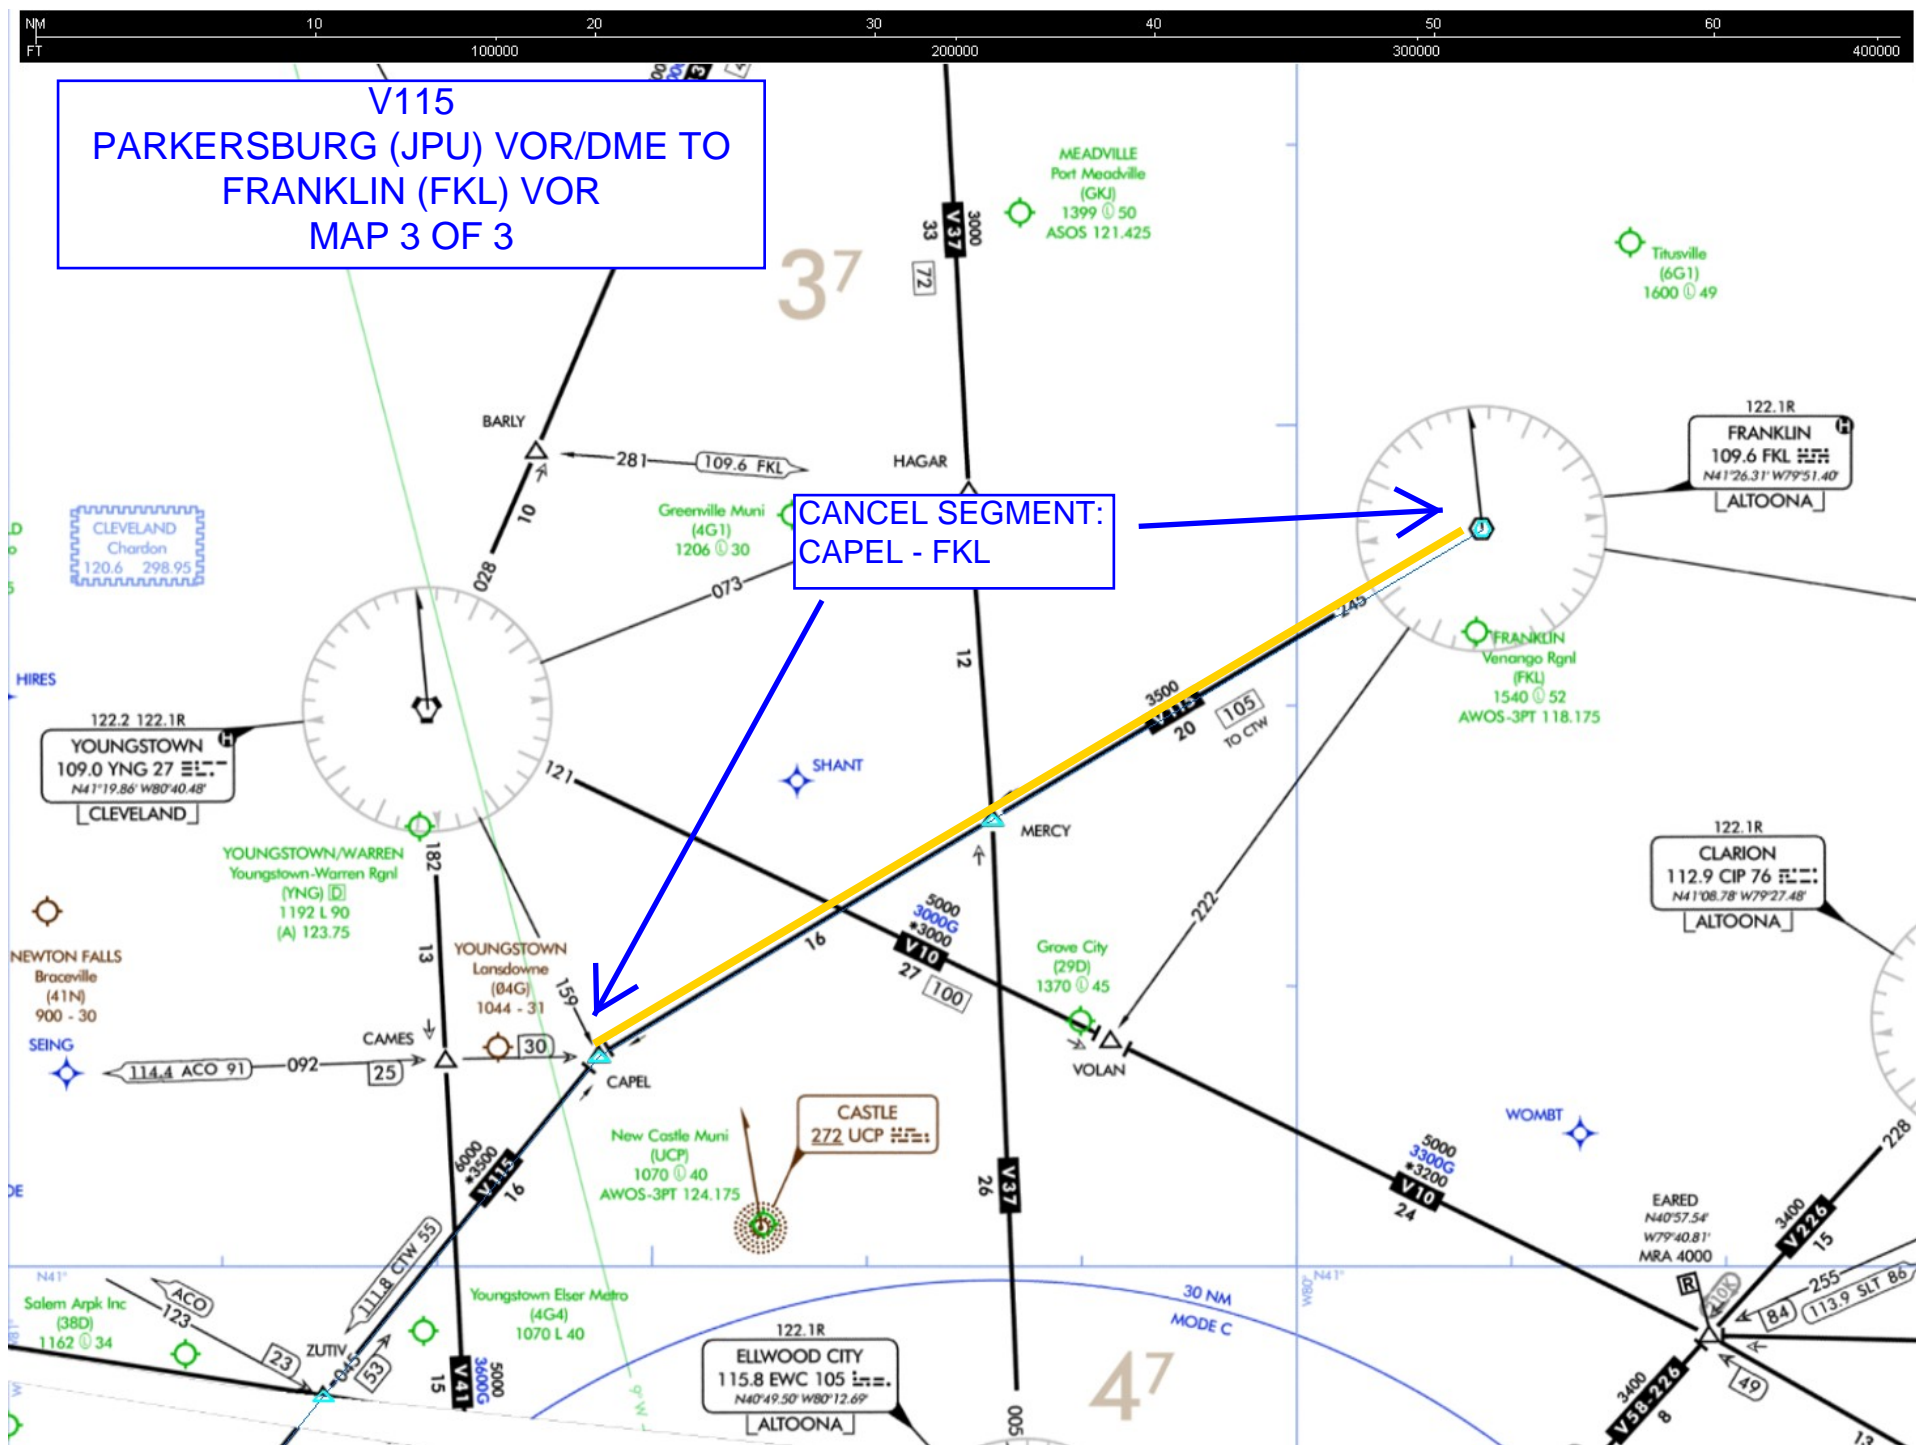 NM 10 20 30 40 50 60
FT 100000 200000 300000 400000
V115
PARKERSBURG (JPU) VOR/DME TO
FRANKLIN (FKL) VOR
MAP 3 OF 3
3⁷
V37
3000
33
72
MEADVILLE
Port Meadville
(GKJ)
1399 Ⓛ 50
ASOS 121.425
Titusville
(6G1)
1600 Ⓛ 49
BARLY
281
109.6 FKL
HAGAR
10
028
122.1R
FRANKLIN
109.6 FKL
N41°26.31' W79°51.40'
ALTOONA
CLEVELAND
Chardon
120.6 298.95
Greenville Muni
(4G1)
1206 Ⓛ 30
CANCEL SEGMENT:
CAPEL - FKL
073
12
245
FRANKLIN
Venango Rgnl
(FKL)
1540 Ⓛ 52
AWOS-3PT 118.175
HIRES
122.2 122.1R
YOUNGSTOWN
109.0 YNG 27
N41°19.86' W80°40.48'
CLEVELAND
3500
V115
20
105
TO CTW
121
SHANT
MERCY
222
122.1R
CLARION
112.9 CIP 76
N41°08.78' W79°27.48'
ALTOONA
YOUNGSTOWN/WARREN
Youngstown-Warren Rgnl
(YNG) D
1192 L 90
(A) 123.75
182
13
NEWTON FALLS
Braceville
(41N)
900 - 30
YOUNGSTOWN
Lansdowne
(04G)
1044 - 31
159
16
5000
3000G
*3000
V10
27
100
Grove City
(29D)
1370 Ⓛ 45
SEING
114.4 ACO 91
092
25
CAMES
30
CAPEL
VOLAN
CASTLE
272 UCP
New Castle Muni
(UCP)
1070 Ⓛ 40
AWOS-3PT 124.175
6000
*3500
V115
16
V37
26
5000
3300G
*3200
V10
24
WOMBT
228
EARED
N40°57.54'
W79°40.81'
MRA 4000
3400
V226
15
111.8 CTW 55
N41°
W81°
Salem Arpk Inc
(38D)
1162 Ⓛ 34
ACO
123
23
ZUTIV
045
53
Youngstown Elser Metro
(4G4)
1070 L 40
V41
5000
3600G
15
9°W
30 NM
MODE C
W80°
N41°
122.1R
ELLWOOD CITY
115.8 EWC 105
N40°49.50' W80°12.69'
ALTOONA
005
4⁷
R
10K
255
84
113.9 SLT 86
49
3400
V58-226
8
13